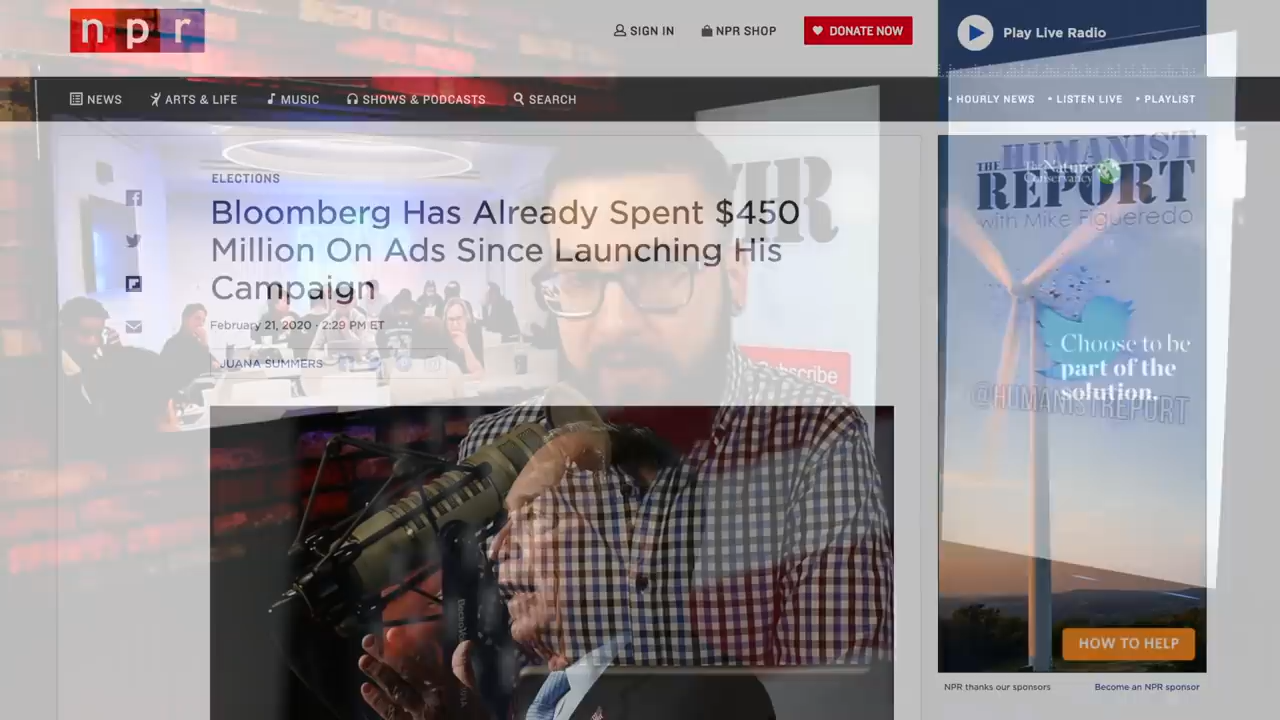 npr
SIGN IN
NPR SHOP
DONATE NOW
Play Live Radio
NEWS
ARTS & LIFE
MUSIC
SHOWS & PODCASTS
SEARCH
HOURLY NEWS
LISTEN LIVE
PLAYLIST
ELECTIONS
Bloomberg Has Already Spent $450
Million On Ads Since Launching His
Campaign
February 21, 2020 · 2:29 PM ET
JUANA SUMMERS
THE HUMANIST
REPORT
with Mike Figueredo
The Nature
Conservancy
Choose to be
part of the
solution.
@HUMANISTREPORT
HOW TO HELP
NPR thanks our sponsors
Become an NPR sponsor